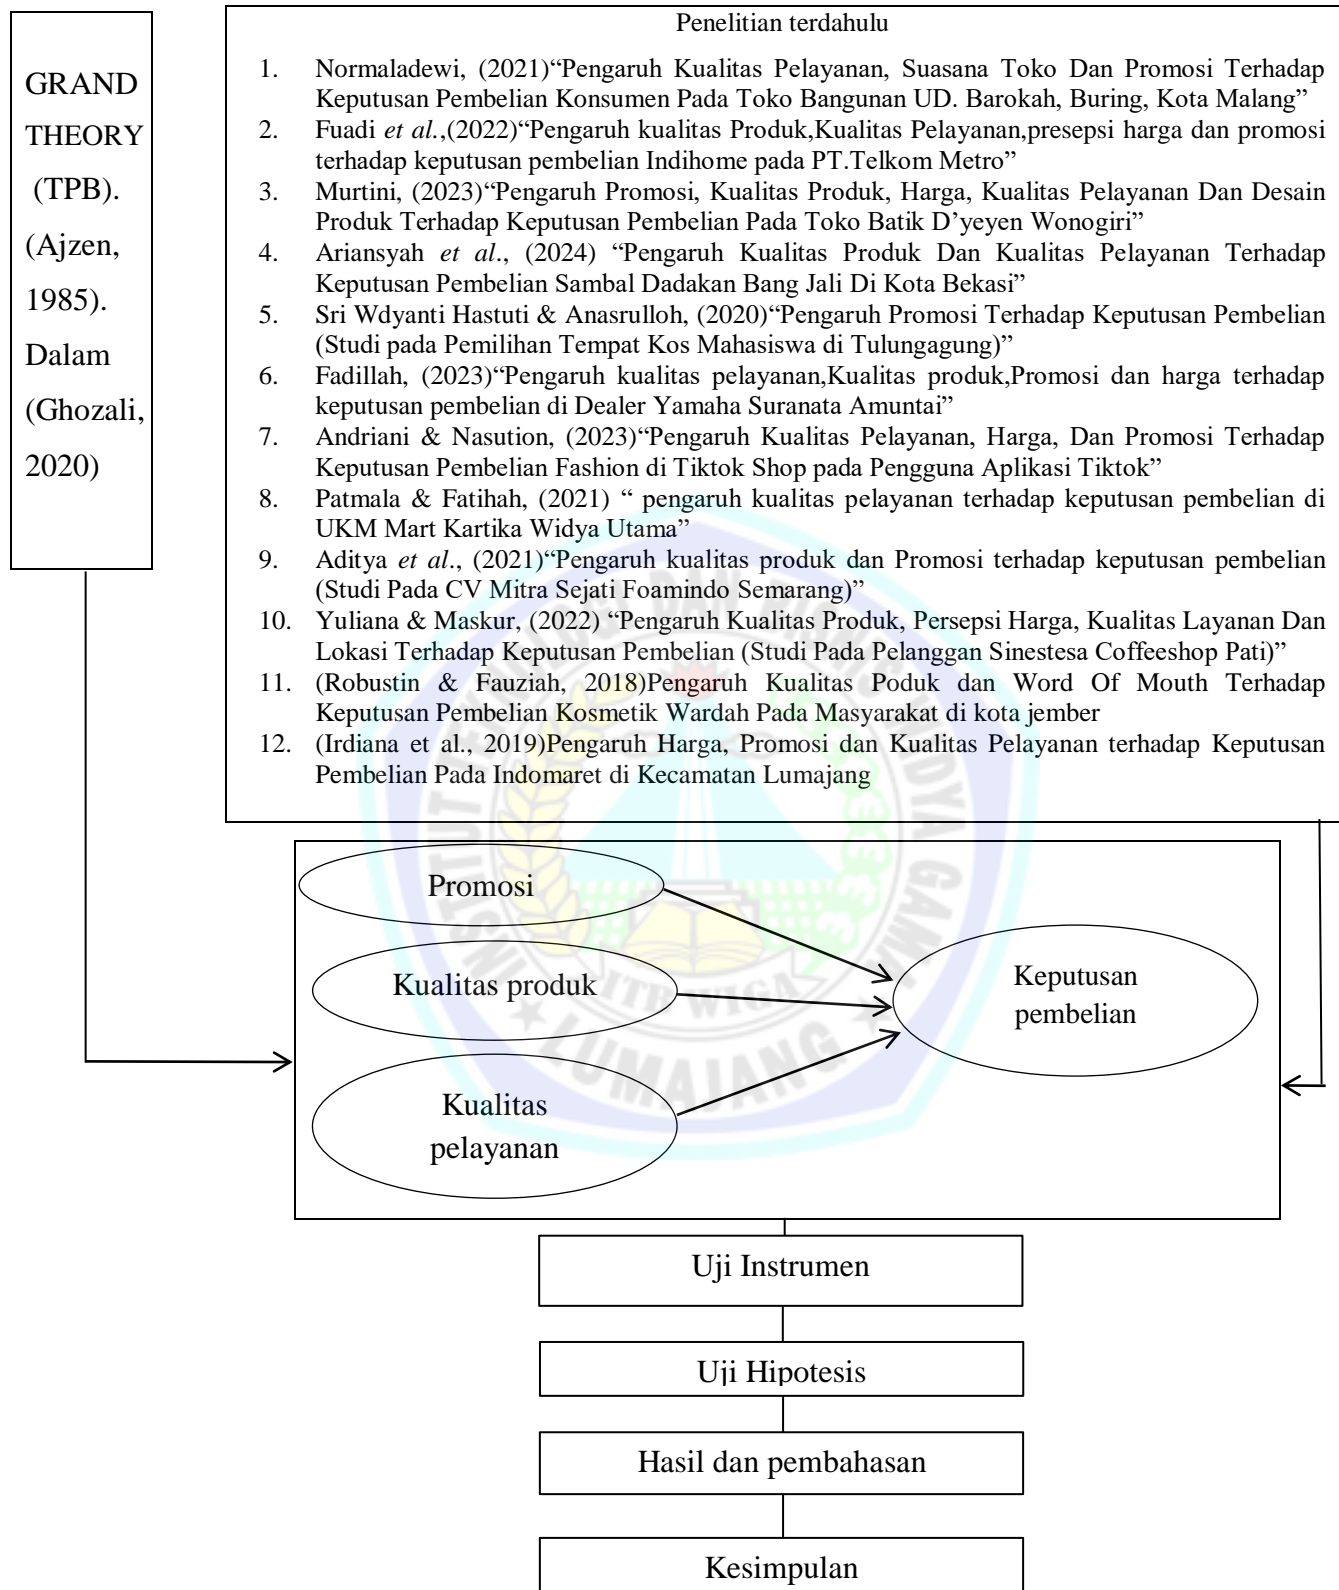 GRAND
THEORY
(TPB).
(Ajzen,
1985).
Dalam
(Ghozali,
2020)
Penelitian terdahulu
1. Normaladewi, (2021)“Pengaruh Kualitas Pelayanan, Suasana Toko Dan Promosi Terhadap
Keputusan Pembelian Konsumen Pada Toko Bangunan UD. Barokah, Buring, Kota Malang”
2. Fuadi et al.,(2022)“Pengaruh kualitas Produk,Kualitas Pelayanan,presepsi harga dan promosi
terhadap keputusan pembelian Indihome pada PT.Telkom Metro”
3. Murtini, (2023)“Pengaruh Promosi, Kualitas Produk, Harga, Kualitas Pelayanan Dan Desain
Produk Terhadap Keputusan Pembelian Pada Toko Batik D’yeyen Wonogiri”
4. Ariansyah et al., (2024) “Pengaruh Kualitas Produk Dan Kualitas Pelayanan Terhadap
Keputusan Pembelian Sambal Dadakan Bang Jali Di Kota Bekasi”
5. Sri Wdyanti Hastuti & Anasrulloh, (2020)“Pengaruh Promosi Terhadap Keputusan Pembelian
(Studi pada Pemilihan Tempat Kos Mahasiswa di Tulungagung)”
6. Fadillah, (2023)“Pengaruh kualitas pelayanan,Kualitas produk,Promosi dan harga terhadap
keputusan pembelian di Dealer Yamaha Suranata Amuntai”
7. Andriani & Nasution, (2023)“Pengaruh Kualitas Pelayanan, Harga, Dan Promosi Terhadap
Keputusan Pembelian Fashion di Tiktok Shop pada Pengguna Aplikasi Tiktok”
8. Patmala & Fatihah, (2021) “ pengaruh kualitas pelayanan terhadap keputusan pembelian di
UKM Mart Kartika Widya Utama”
9. Aditya et al., (2021)“Pengaruh kualitas produk dan Promosi terhadap keputusan pembelian
(Studi Pada CV Mitra Sejati Foamindo Semarang)”
10. Yuliana & Maskur, (2022) “Pengaruh Kualitas Produk, Persepsi Harga, Kualitas Layanan Dan
Lokasi Terhadap Keputusan Pembelian (Studi Pada Pelanggan Sinestesa Coffeeshop Pati)”
11. (Robustin & Fauziah, 2018)Pengaruh Kualitas Poduk dan Word Of Mouth Terhadap
Keputusan Pembelian Kosmetik Wardah Pada Masyarakat di kota jember
12. (Irdiana et al., 2019)Pengaruh Harga, Promosi dan Kualitas Pelayanan terhadap Keputusan
Pembelian Pada Indomaret di Kecamatan Lumajang
INSTITUT TEKNOLOGI DAN BISNIS WIDYA GAMA
ITB WIGA
LUMAJANG
Promosi
Kualitas produk
Kualitas
pelayanan
Keputusan
pembelian
Uji Instrumen
Uji Hipotesis
Hasil dan pembahasan
Kesimpulan